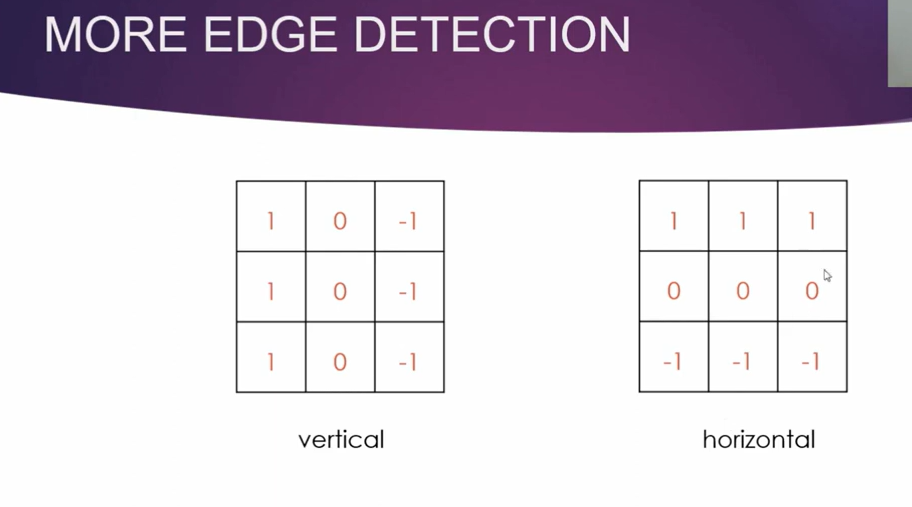 MORE EDGE DETECTION
1 0 -1
1 0 -1
1 0 -1
vertical
1 1 1
0 0 0
-1 -1 -1
horizontal